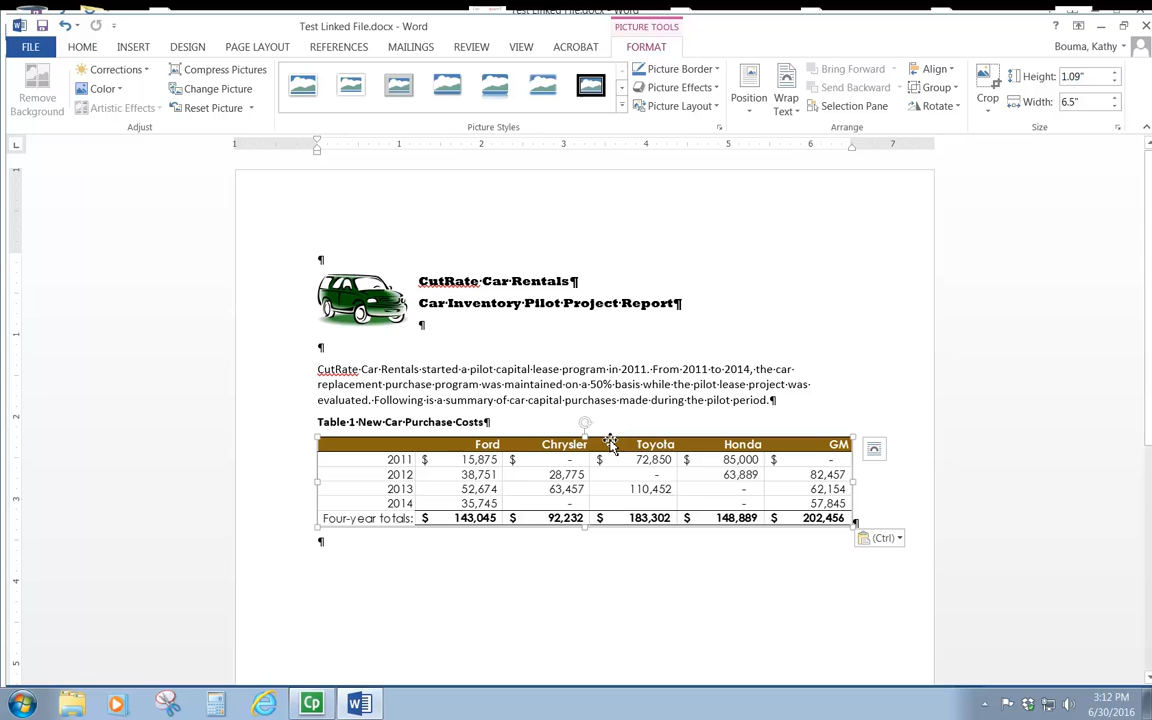 Test Linked File.docx - Word
PICTURE TOOLS
?
FILE HOME INSERT DESIGN PAGE LAYOUT REFERENCES MAILINGS REVIEW VIEW ACROBAT FORMAT
Bouma, Kathy
Remove Background
Corrections
Color
Artistic Effects
Compress Pictures
Change Picture
Reset Picture
Adjust
Picture Styles
Picture Border
Picture Effects
Picture Layout
Position
Wrap Text
Bring Forward
Send Backward
Selection Pane
Align
Group
Rotate
Arrange
Crop
Height: 1.09"
Width: 6.5"
Size
1 1 2 3 4 5 6 7
CutRate·Car·Rentals¶
Car·Inventory·Pilot·Project·Report¶
CutRate·Car·Rentals·started·a·pilot·capital·lease·program·in·2011.·From·2011·to·2014,·the·car·
replacement·purchase·program·was·maintained·on·a·50%·basis·while·the·pilot·lease·project·was·
evaluated.·Following·is·a·summary·of·car·capital·purchases·made·during·the·pilot·period.¶
Table·1·New·Car·Purchase·Costs¶
Ford Chrysler Toyota Honda GM
2011 $ 15,875 $ - $ 72,850 $ 85,000 $ -
2012 38,751 28,775 - 63,889 82,457
2013 52,674 63,457 110,452 - 62,154
2014 35,745 - - 57,845
Four-year totals: $ 143,045 $ 92,232 $ 183,302 $ 148,889 $ 202,456
(Ctrl)
Cp
3:12 PM
6/30/2016